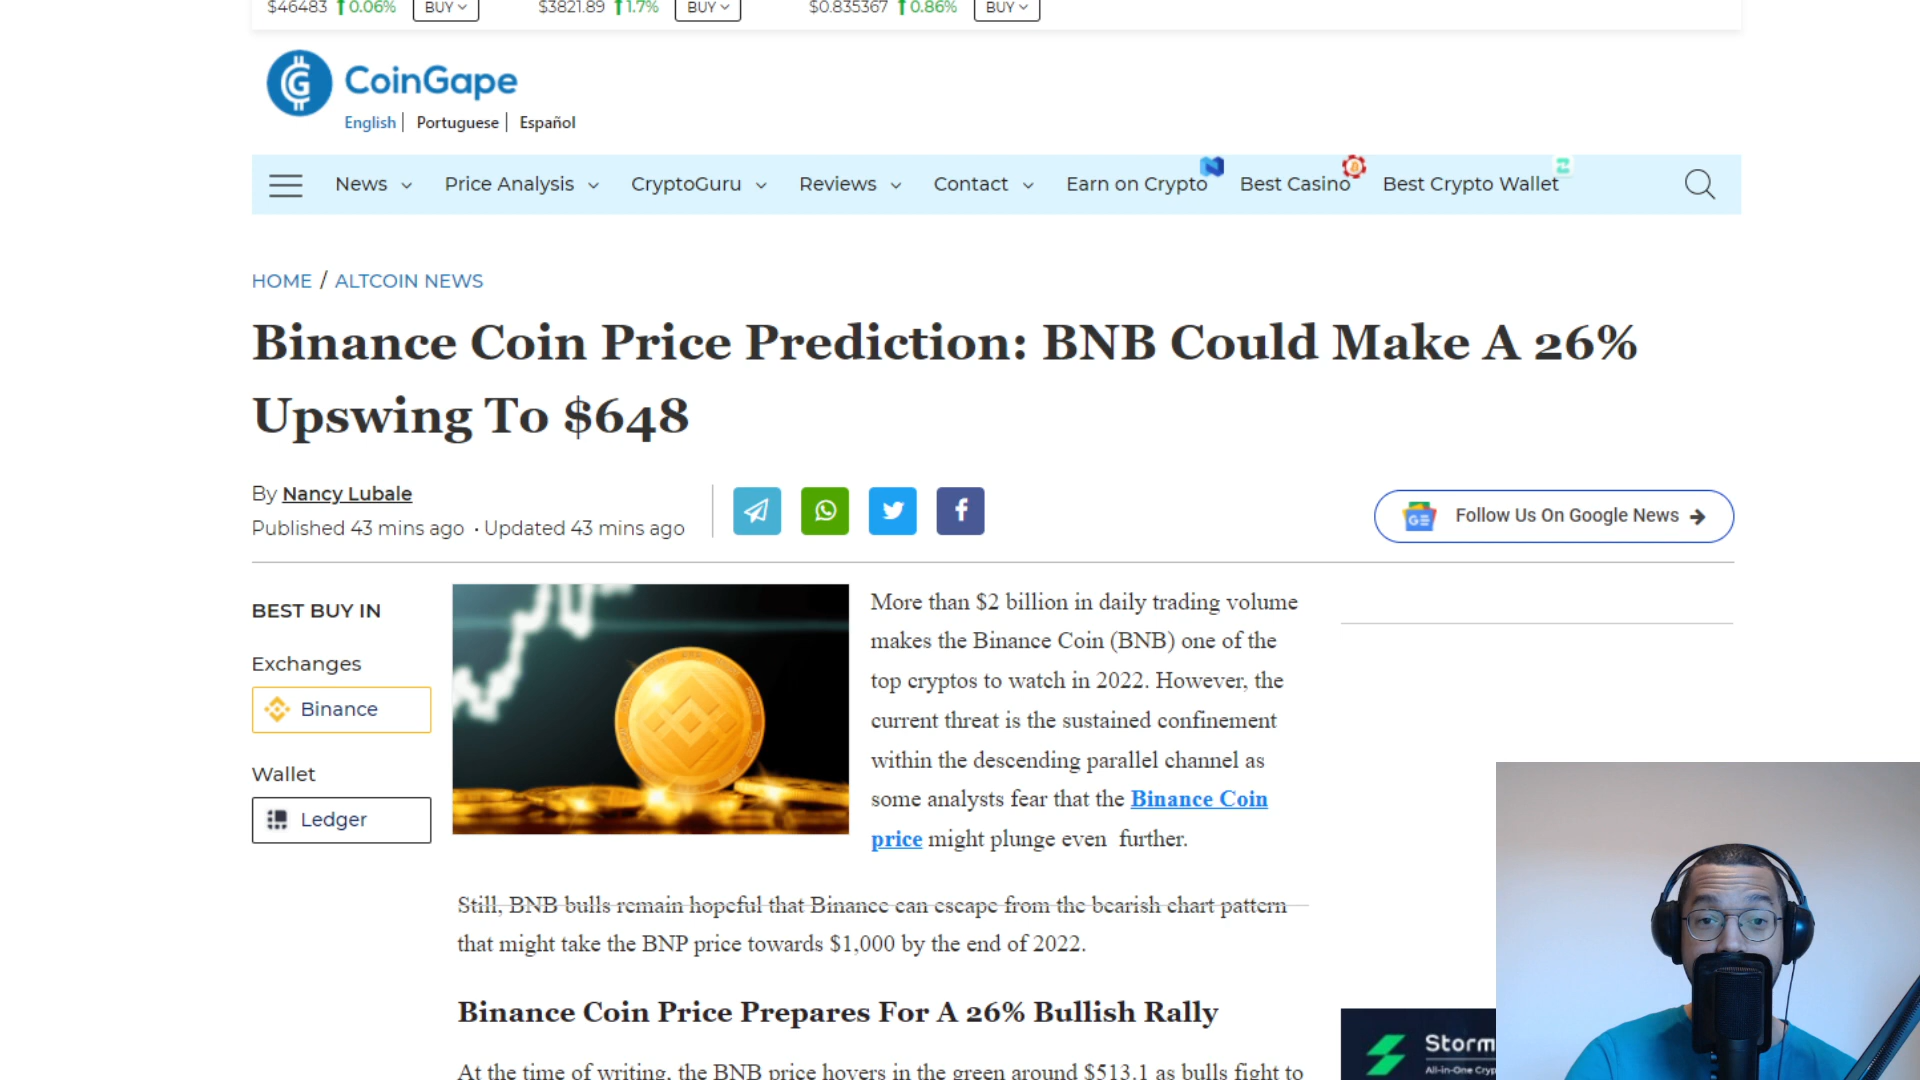 $46483 0.06% BUY $3821.89 1.7% BUY $0.835367 0.86% BUY
CoinGape
English | Portuguese | Español
News Price Analysis CryptoGuru Reviews Contact Earn on Crypto Best Casino Best Crypto Wallet
HOME / ALTCOIN NEWS
Binance Coin Price Prediction: BNB Could Make A 26%
Upswing To $648
By Nancy Lubale
Published 43 mins ago • Updated 43 mins ago
Follow Us On Google News
BEST BUY IN
Exchanges
Binance
Wallet
Ledger
More than $2 billion in daily trading volume
makes the Binance Coin (BNB) one of the
top cryptos to watch in 2022. However, the
current threat is the sustained confinement
within the descending parallel channel as
some analysts fear that the Binance Coin
price might plunge even further.
Still, BNB bulls remain hopeful that Binance can escape from the bearish chart pattern
that might take the BNP price towards $1,000 by the end of 2022.
Binance Coin Price Prepares For A 26% Bullish Rally
At the time of writing, the BNB price hovers in the green around $513.1 as bulls fight to
Storm
All-in-One Cryp